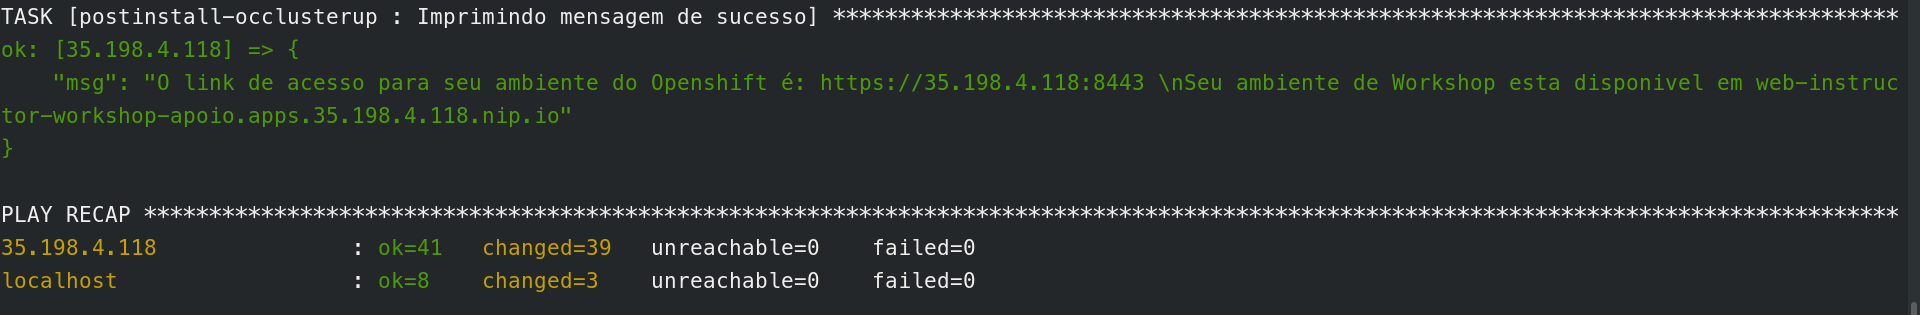 TASK [postinstall-occlusterup : Imprimindo mensagem de sucesso] **********************************************************************************
ok: [35.198.4.118] => {
    "msg": "O link de acesso para seu ambiente do Openshift é: https://35.198.4.118:8443 \nSeu ambiente de Workshop esta disponivel em web-instruc
tor-workshop-apoio.apps.35.198.4.118.nip.io"
}
PLAY RECAP ***************************************************************************************************************************************
35.198.4.118               : ok=41   changed=39   unreachable=0    failed=0
localhost                  : ok=8    changed=3    unreachable=0    failed=0